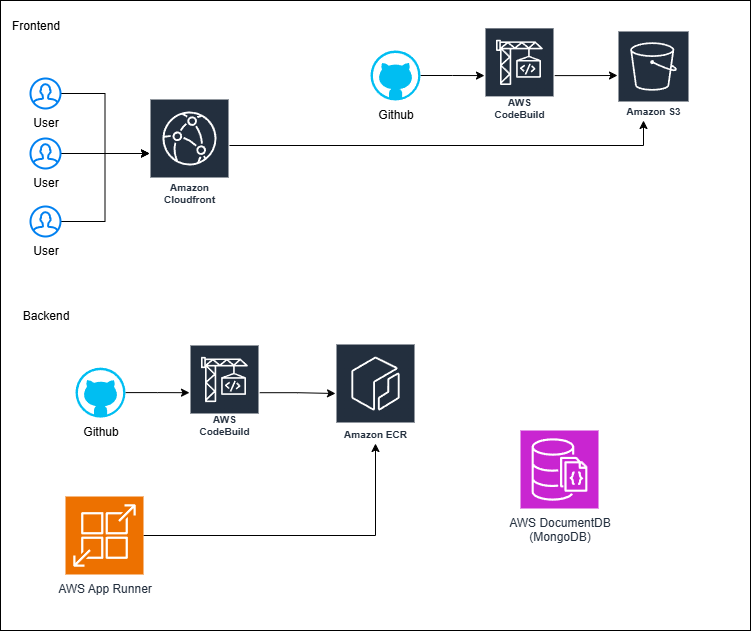 Frontend
Github
AWS
CodeBuild
Amazon S3
User
User
User
Amazon
Cloudfront
Backend
Github
AWS
CodeBuild
Amazon ECR
AWS DocumentDB
(MongoDB)
AWS App Runner